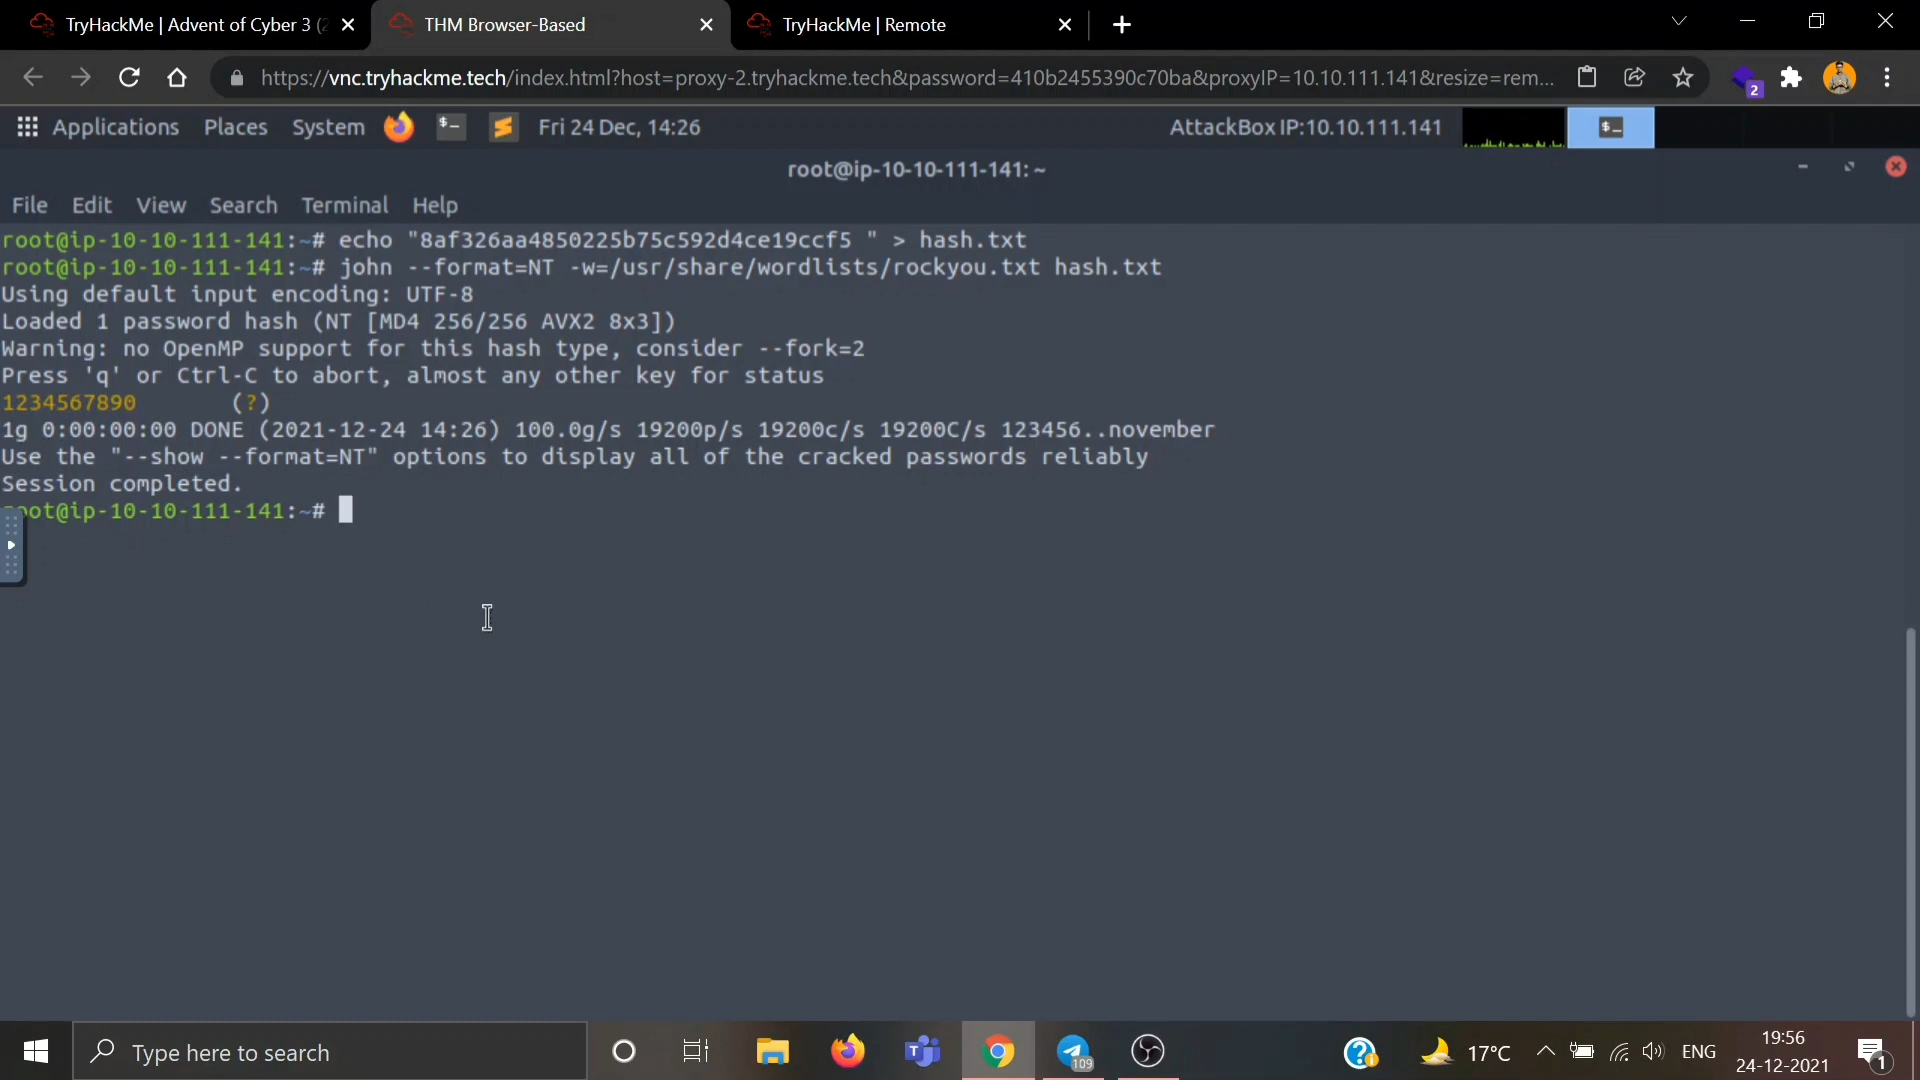 TryHackMe | Advent of Cyber 3 (
THM Browser-Based
TryHackMe | Remote
https://vnc.tryhackme.tech/index.html?host=proxy-2.tryhackme.tech&password=410b2455390c70ba&proxyIP=10.10.111.141&resize=rem...
2
Applications Places System
$_
Fri 24 Dec, 14:26
AttackBox IP:10.10.111.141
$_
root@ip-10-10-111-141: ~
File Edit View Search Terminal Help
root@ip-10-10-111-141:~# echo "8af326aa4850225b75c592d4ce19ccf5 " > hash.txt
root@ip-10-10-111-141:~# john --format=NT -w=/usr/share/wordlists/rockyou.txt hash.txt
Using default input encoding: UTF-8
Loaded 1 password hash (NT [MD4 256/256 AVX2 8x3])
Warning: no OpenMP support for this hash type, consider --fork=2
Press 'q' or Ctrl-C to abort, almost any other key for status
1234567890       (?)
1g 0:00:00:00 DONE (2021-12-24 14:26) 100.0g/s 19200p/s 19200c/s 19200C/s 123456..november
Use the "--show --format=NT" options to display all of the cracked passwords reliably
Session completed.
root@ip-10-10-111-141:~#
Type here to search
109
17°C
ENG
19:56
24-12-2021
1